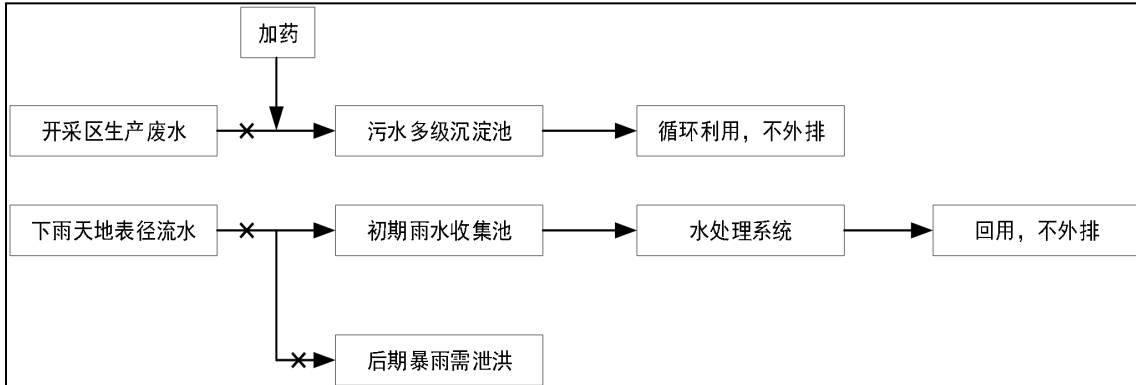 加药
开采区生产废水
污水多级沉淀池
循环利用，不外排
下雨天地表径流水
初期雨水收集池
水处理系统
回用，不外排
后期暴雨需泄洪